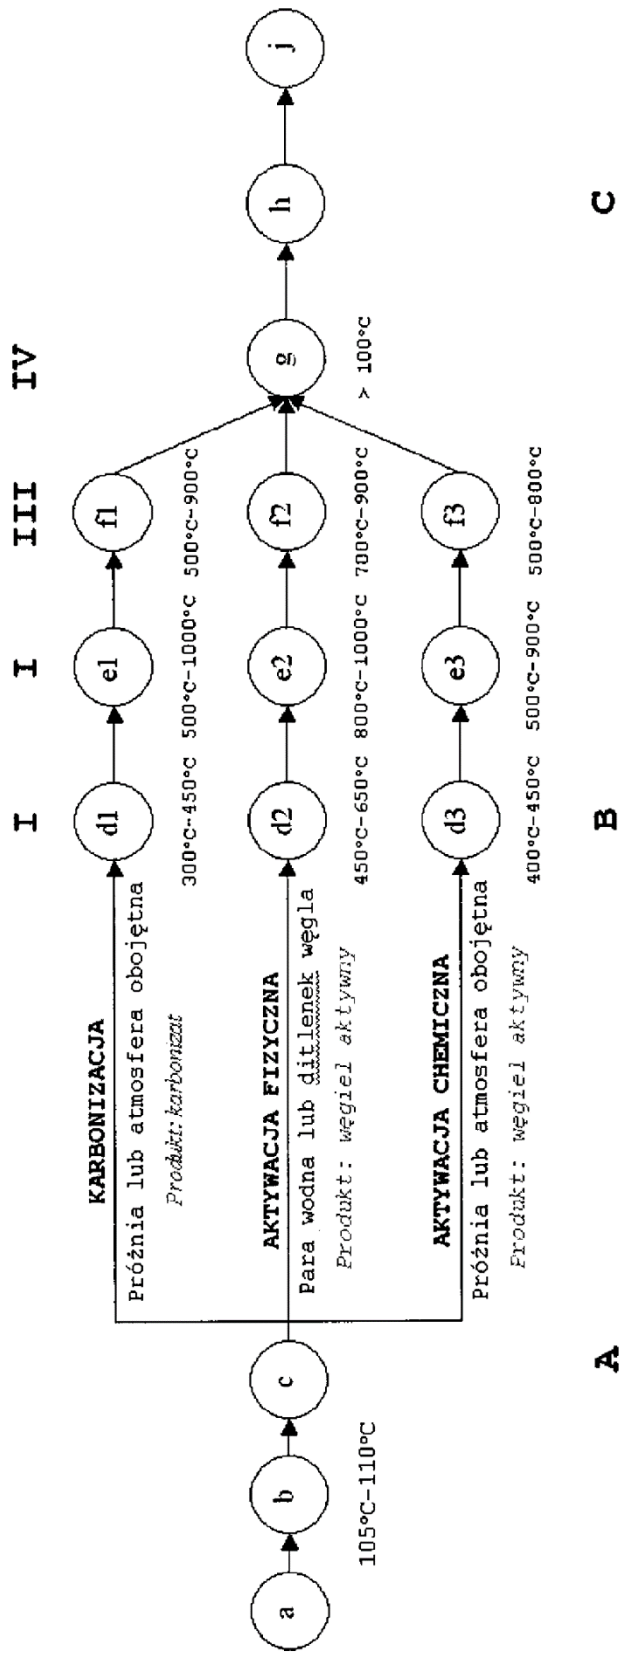 I I III IV
d1 e1 f1
300°C-450°C 500°C-1000°C 500°C-900°C
KARBONIZACJA
Próżnia lub atmosfera obojętna
Produkt: karbonizat
a b c d2 e2 f2 g h j
105°C-110°C
AKTYWACJA FIZYCZNA
Para wodna lub ditlenek węgla
Produkt: węgiel aktywny
450°C-650°C 800°C-1000°C 700°C-900°C > 100°C
AKTYWACJA CHEMICZNA
Próżnia lub atmosfera obojętna
Produkt: węgiel aktywny
d3 e3 f3
400°C-450°C 500°C-900°C 500°C-800°C
A B C